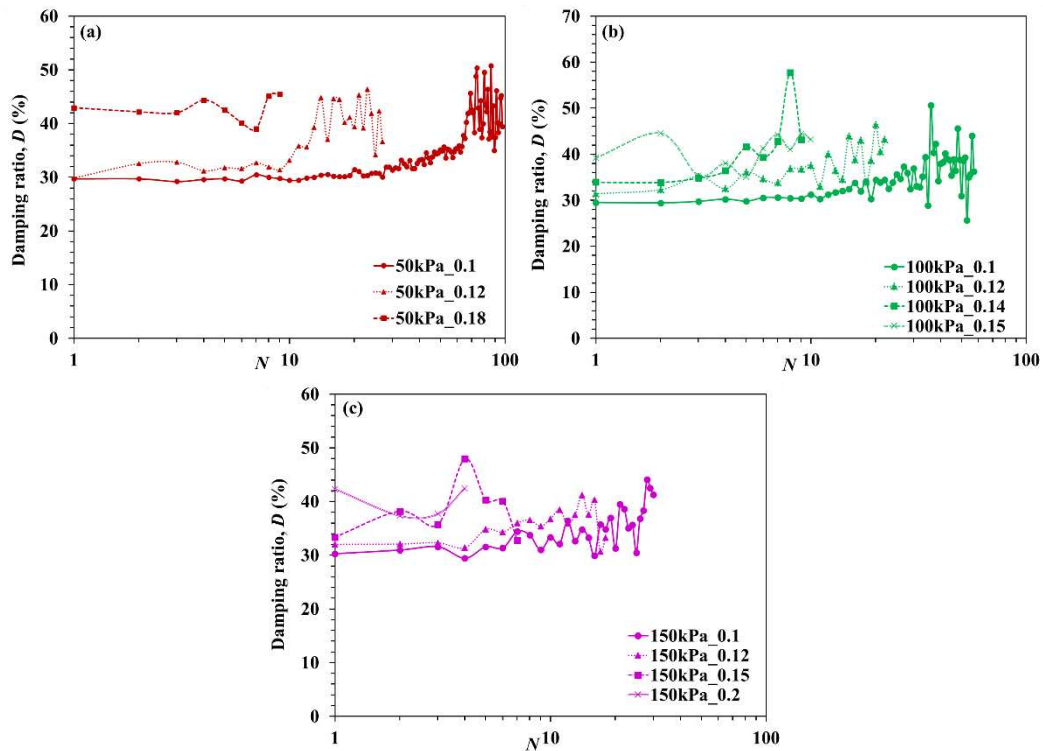 (a)
Damping ratio, D (%)
60
50
40
30
20
10
0
50kPa_0.1
50kPa_0.12
50kPa_0.18
1
10
100
N
(b)
Damping ratio, D (%)
70
60
50
40
30
20
10
0
100kPa_0.1
100kPa_0.12
100kPa_0.14
100kPa_0.15
1
10
100
N
(c)
Damping ratio, D (%)
60
50
40
30
20
10
0
150kPa_0.1
150kPa_0.12
150kPa_0.15
150kPa_0.2
1
10
100
N